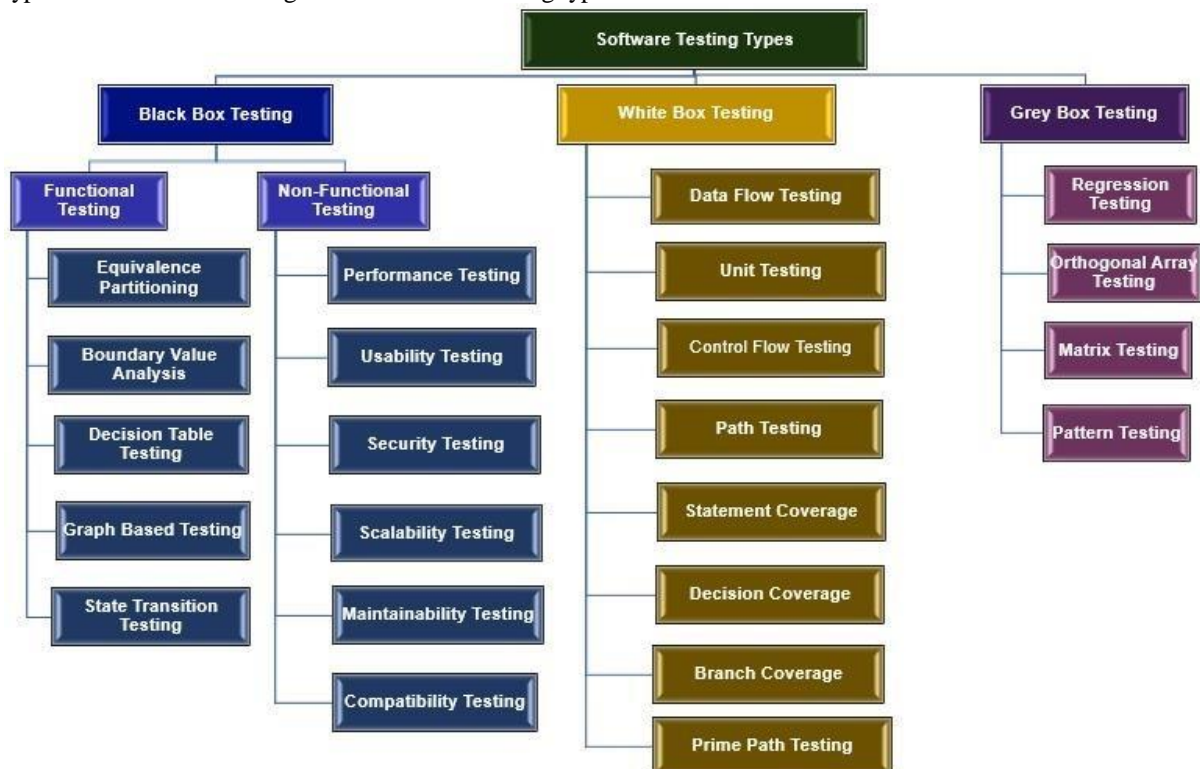 Software Testing Types
Black Box Testing
White Box Testing
Grey Box Testing
Functional
Testing
Non-Functional
Testing
Equivalence
Partitioning
Boundary Value
Analysis
Decision Table
Testing
Graph Based Testing
State Transition
Testing
Performance Testing
Usability Testing
Security Testing
Scalability Testing
Maintainability Testing
Compatibility Testing
Data Flow Testing
Unit Testing
Control Flow Testing
Path Testing
Statement Coverage
Decision Coverage
Branch Coverage
Prime Path Testing
Regression
Testing
Orthogonal Array
Testing
Matrix Testing
Pattern Testing